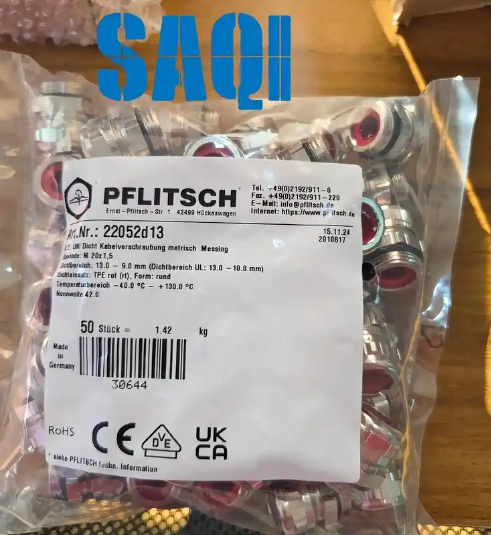 SAQI
PFLITSCH
Ernst-Pflitsch-Str. 1 42499 Hückeswagen
Tel. +49(0)2192/911-0
Fax. +49(0)2192/911-220
E-Mail: info@pflitsch.de
Internet: https://www.pflitsch.de
Art.Nr.: 22052d13
15.11.24
2010817
UNI Dicht Kabelverschraubung metrisch Messing
M 20x1,5
Dichtbereich: 13.0 - 9.0 mm (Dichtbereich UL: 13.0 - 10.0 mm)
TPE rot (rt), Form: rund
Temperaturbereich -40.0 °C - +130.0 °C
Nennweite 42.0
50 Stück = 1.42 kg
Made
in
Germany
30644
RoHS CE DVE UK
CA
* siehe PFLITSCH techn. Information